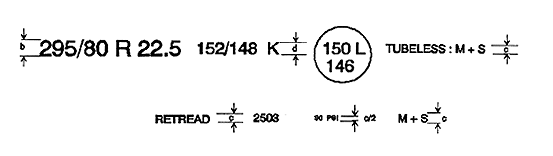 b 295/80 R 22.5 152/148 K d 150 L TUBELESS : M + S c
146
RETREAD c 2503 90 PSI c/2 M + S c